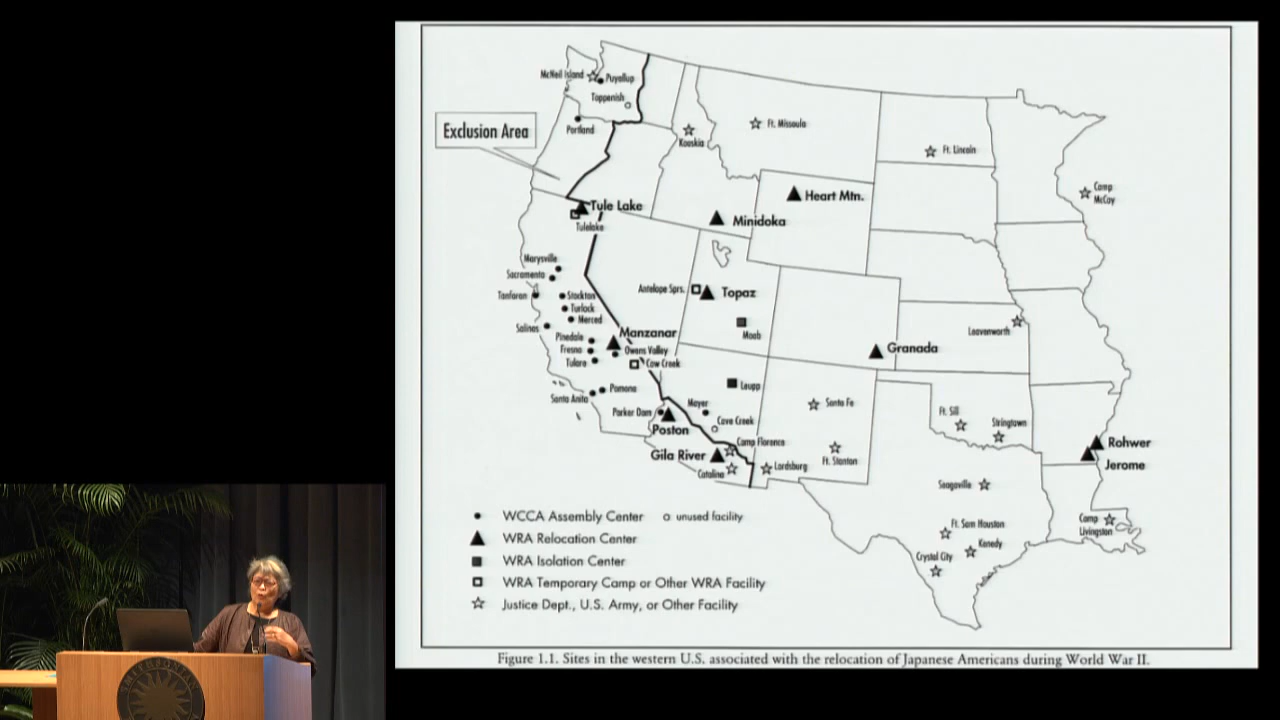 McNeil Island
Puyallup
Toppenish
Portland
Exclusion Area
Kooskia
Ft. Missoula
Ft. Lincoln
Camp
McCoy
Heart Mtn.
Tule Lake
Tulelake
Minidoka
Marysville
Sacramento
Tanforan
Stockton
Turlock
Merced
Salinas
Pinedale
Fresno
Tulare
Manzanar
Owens Valley
Cow Creek
Antelope Sprs.
Topaz
Moab
Leavenworth
Granada
Leupp
Pomona
Santa Anita
Parker Dam
Poston
Mayer
Cave Creek
Santa Fe
Ft. Sill
Stringtown
Camp Florence
Gila River
Catalina
Lordsburg
Ft. Stanton
Rohwer
Jerome
Seagoville
Ft. Sam Houston
Kenedy
Crystal City
Camp
Livingston
WCCA Assembly Center
unused facility
WRA Relocation Center
WRA Isolation Center
WRA Temporary Camp or Other WRA Facility
Justice Dept., U.S. Army, or Other Facility
Figure 1.1. Sites in the western U.S. associated with the relocation of Japanese Americans during World War II.